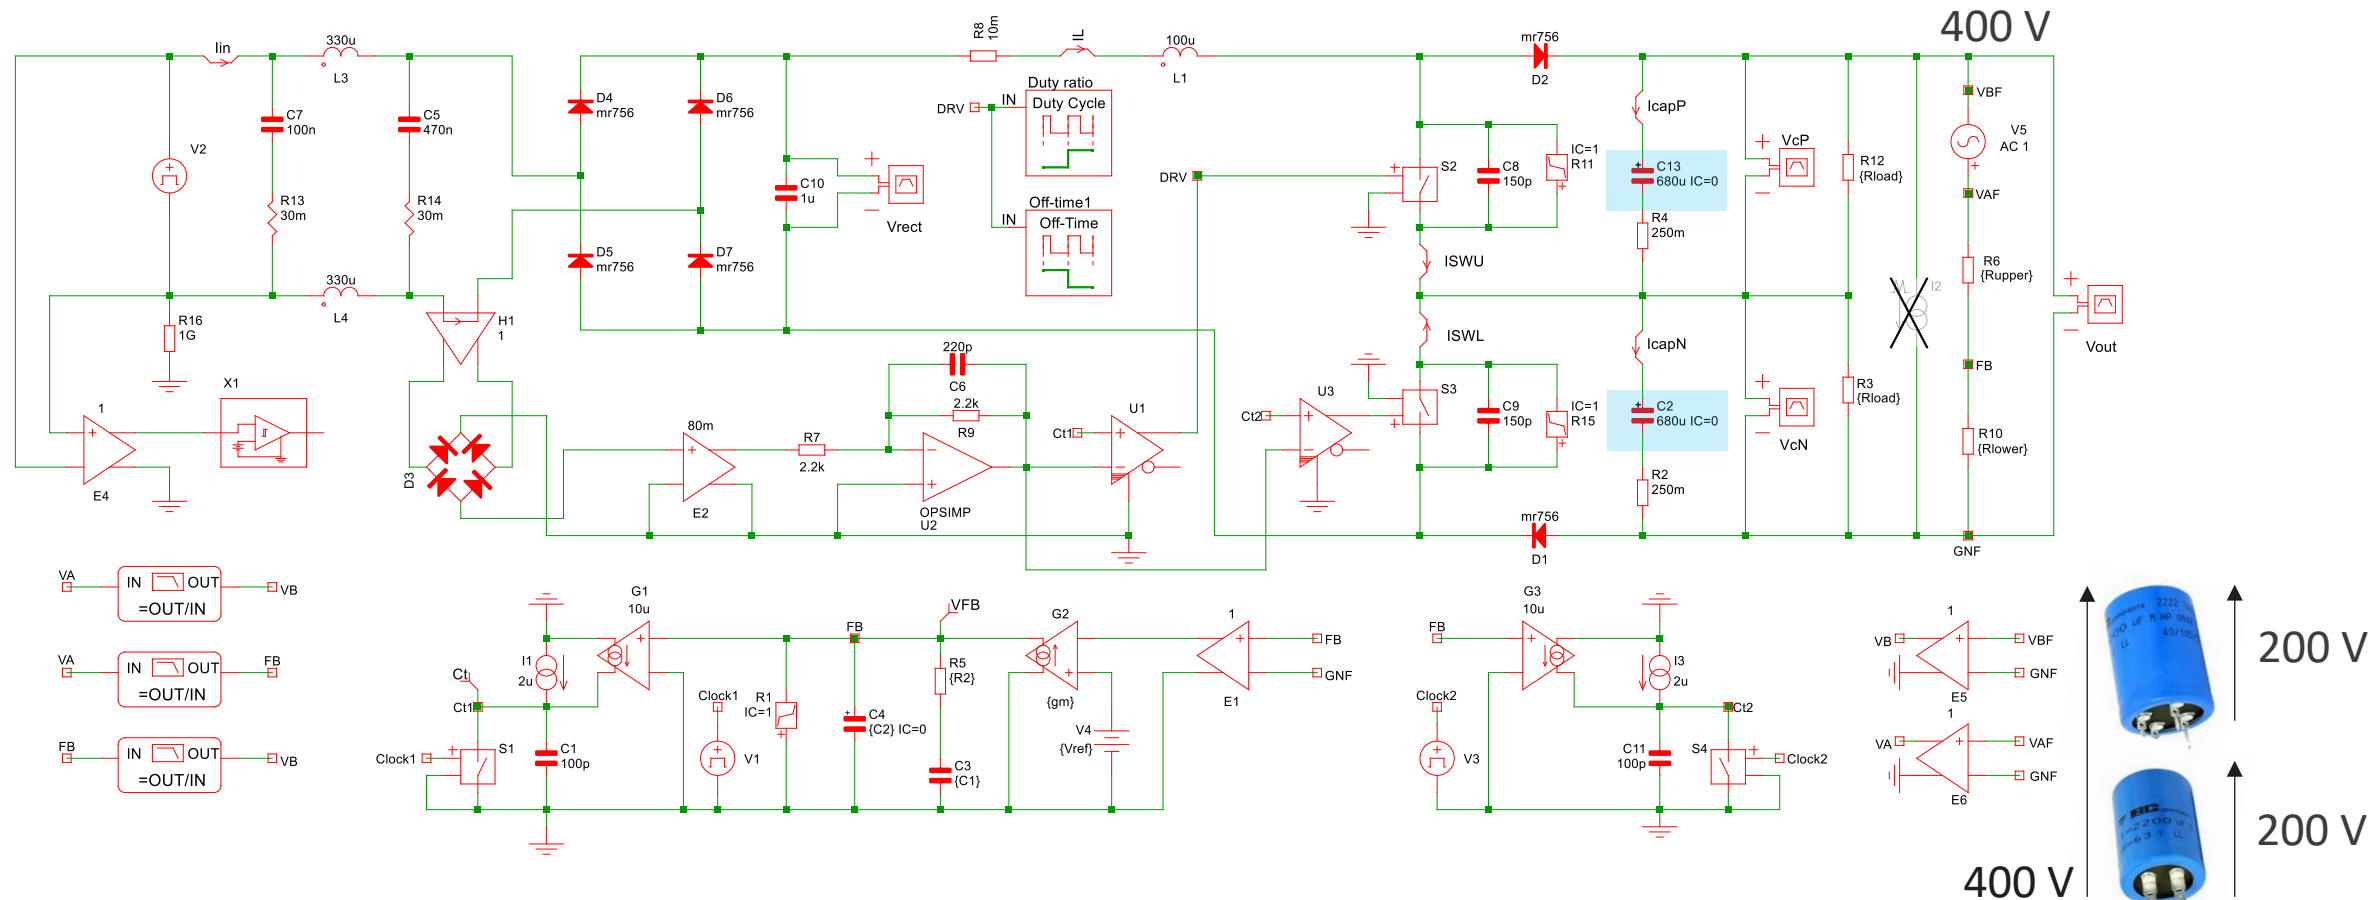 400 V
Iin
330u
L3
R8
10m
IL
100u
L1
mr756
D2
C7
100n
C5
470n
D4
mr756
D6
mr756
Duty ratio
DRV
IN
Duty Cycle
IcapP
VBF
V5
AC 1
V2
C10
1u
Vrect
DRV
S2
C8
150p
IC=1
R11
C13
680u IC=0
VcP
R12
{Rload}
VAF
R13
30m
R14
30m
Off-time1
IN
Off-Time
R4
250m
D5
mr756
D7
mr756
ISWU
R6
{Rupper}
330u
L4
I2
R16
1G
H1
1
ISWL
IcapN
Vout
220p
C6
FB
X1
1
E4
D3
80m
E2
R7
2.2k
2.2k
R9
OPSIMP
U2
Ct1
U1
Ct2
U3
S3
C9
150p
IC=1
R15
C2
680u IC=0
VcN
R3
{Rload}
R2
250m
R10
{Rlower}
mr756
D1
GNF
VA
IN
OUT
=OUT/IN
VB
VA
IN
OUT
=OUT/IN
FB
FB
IN
OUT
=OUT/IN
VB
G1
10u
VFB
FB
G2
1
FB
GNF
E1
I1
2u
Ct
Ct1
Clock1
S1
C1
100p
Clock1
V1
R1
IC=1
C4
{C2} IC=0
R5
{R2}
C3
{C1}
{gm}
V4
{Vref}
G3
10u
FB
I3
2u
Clock2
V3
Ct2
C11
100p
S4
Clock2
1
VB
VBF
GNF
E5
1
VA
VAF
GNF
E6
200 V
200 V
400 V